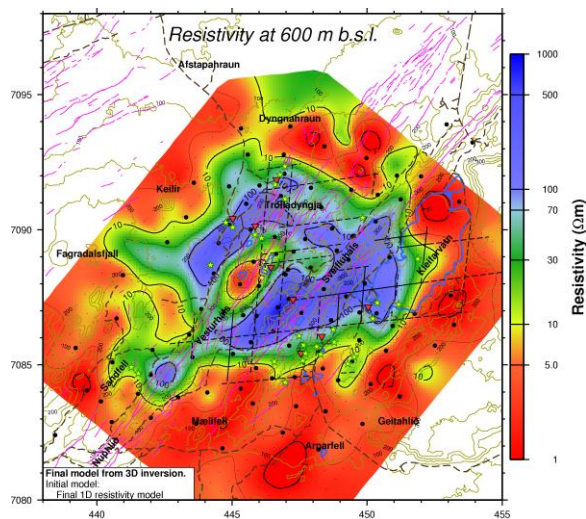 Resistivity at 600 m b.s.l.
Afstapahraun
Dyngnahraun
Keilir
Trölladyngja
Fagradalsfjall
Sveifluháls
Kleifarvatn
Vesturháls
Sandfell
Mælifell
Geitahlíð
Núphlíð
Arnarfell
Final model from 3D inversion.
Initial model:
Final 1D resistivity model
7095
7090
7085
7080
440 445 450 455
1000
500
100
70
30
10
5.0
1
Resistivity (Ωm)